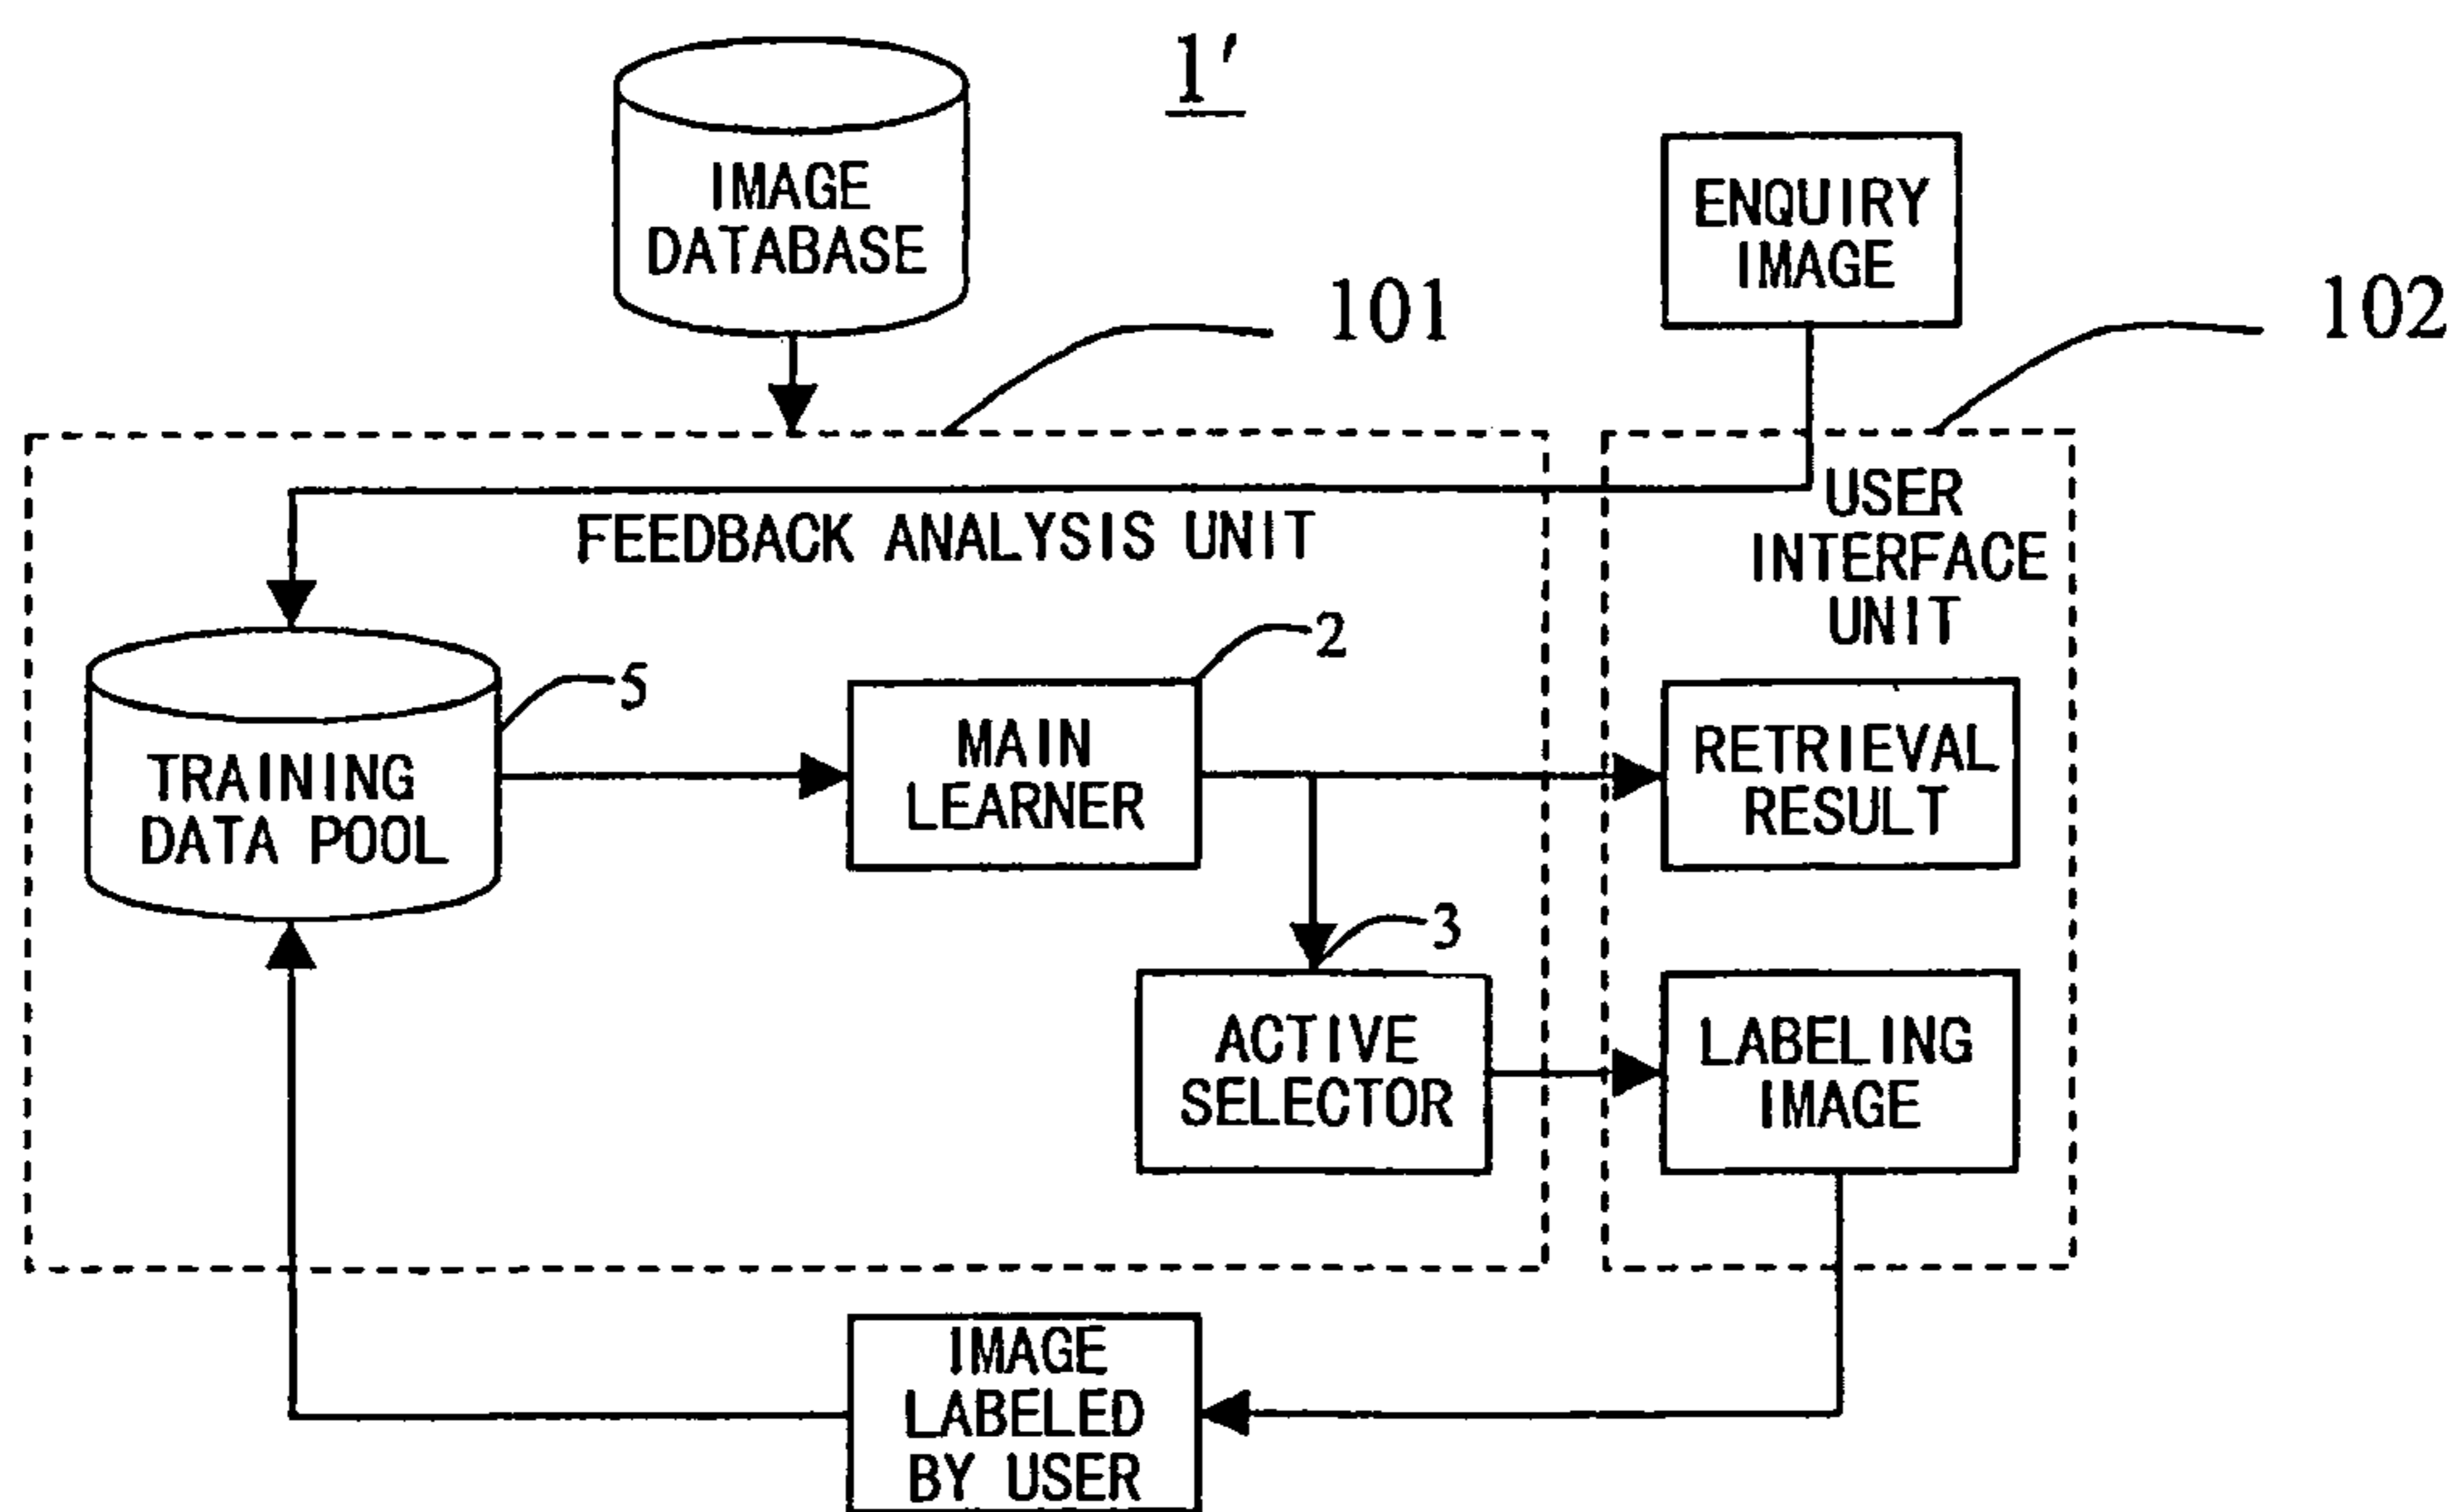 1'
IMAGE
DATABASE
ENQUIRY
IMAGE
101
102
FEEDBACK ANALYSIS UNIT
USER
INTERFACE
UNIT
5
2
TRAINING
DATA POOL
MAIN
LEARNER
RETRIEVAL
RESULT
3
ACTIVE
SELECTOR
LABELING
IMAGE
IMAGE
LABELED
BY USER